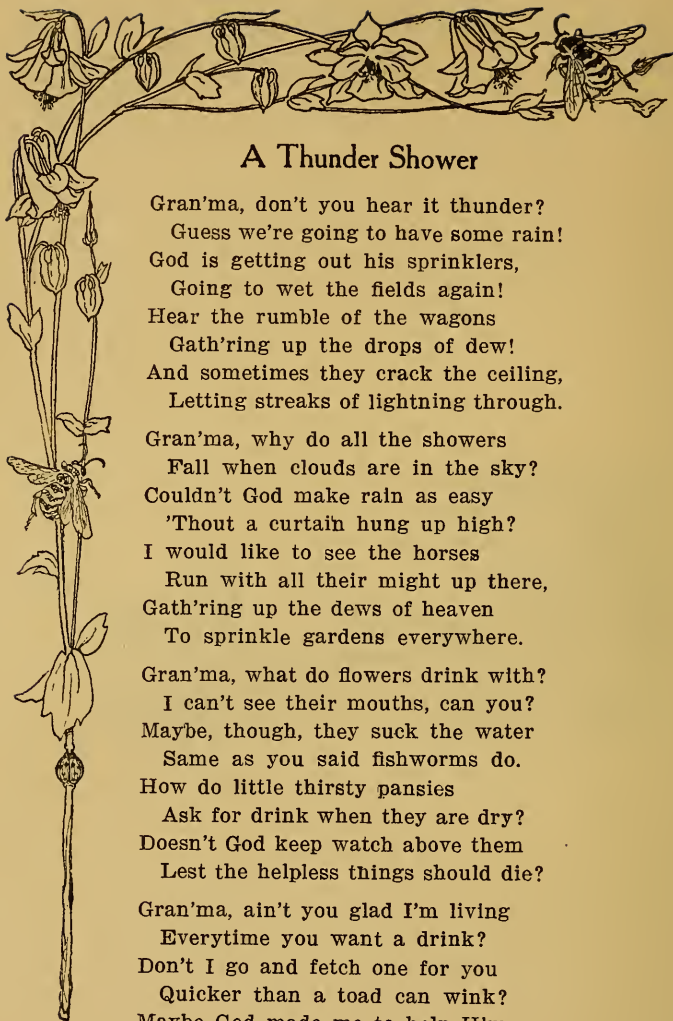 A Thunder Shower
Gran'ma, don't you hear it thunder?
Guess we're going to have some rain!
God is getting out his sprinklers,
Going to wet the fields again!
Hear the rumble of the wagons
Gath'ring up the drops of dew!
And sometimes they crack the ceiling,
Letting streaks of lightning through.
Gran'ma, why do all the showers
Fall when clouds are in the sky?
Couldn't God make rain as easy
'Thout a curtain hung up high?
I would like to see the horses
Run with all their might up there,
Gath'ring up the dews of heaven
To sprinkle gardens everywhere.
Gran'ma, what do flowers drink with?
I can't see their mouths, can you?
Maybe, though, they suck the water
Same as you said fishworms do.
How do little thirsty pansies
Ask for drink when they are dry?
Doesn't God keep watch above them
Lest the helpless things should die?
Gran'ma, ain't you glad I'm living
Everytime you want a drink?
Don't I go and fetch one for you
Quicker than a toad can wink?
Maybe God made me to help